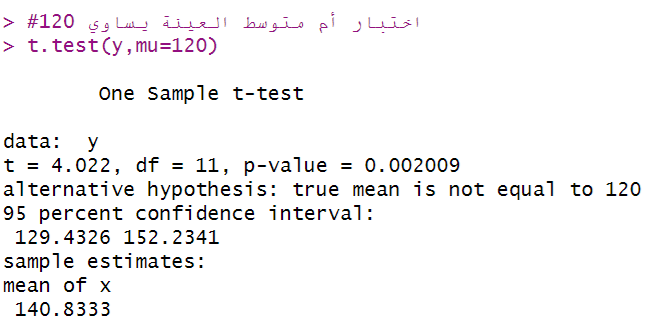 > #اختبار أم متوسط العينة يساوي 120
> t.test(y,mu=120)
One Sample t-test
data:  y
t = 4.022, df = 11, p-value = 0.002009
alternative hypothesis: true mean is not equal to 120
95 percent confidence interval:
 129.4326 152.2341
sample estimates:
mean of x
 140.8333